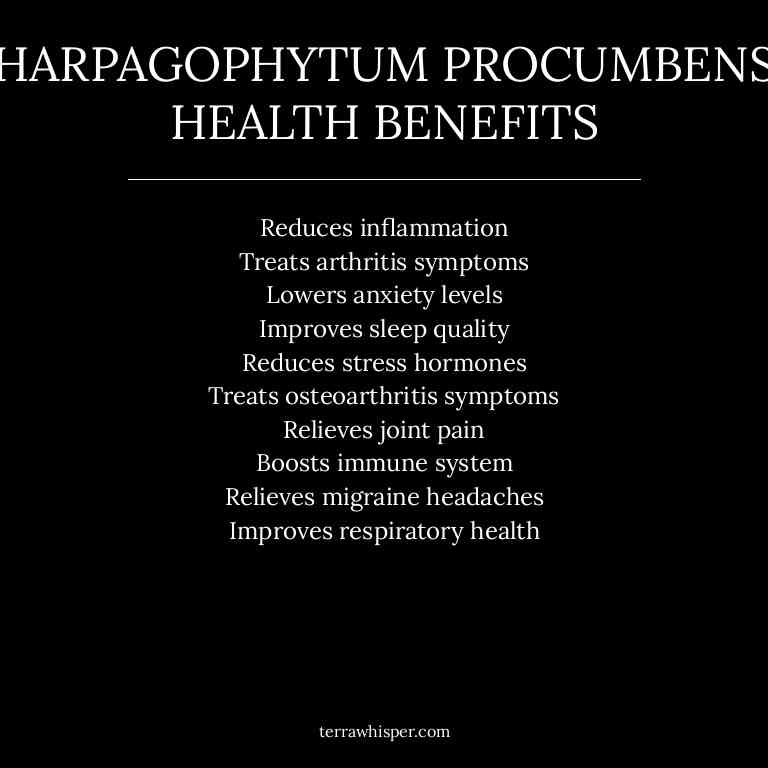 HARPAGOPHYTUM PROCUMBENS
HEALTH BENEFITS
Reduces inflammation
Treats arthritis symptoms
Lowers anxiety levels
Improves sleep quality
Reduces stress hormones
Treats osteoarthritis symptoms
Relieves joint pain
Boosts immune system
Relieves migraine headaches
Improves respiratory health
terrawhisper.com